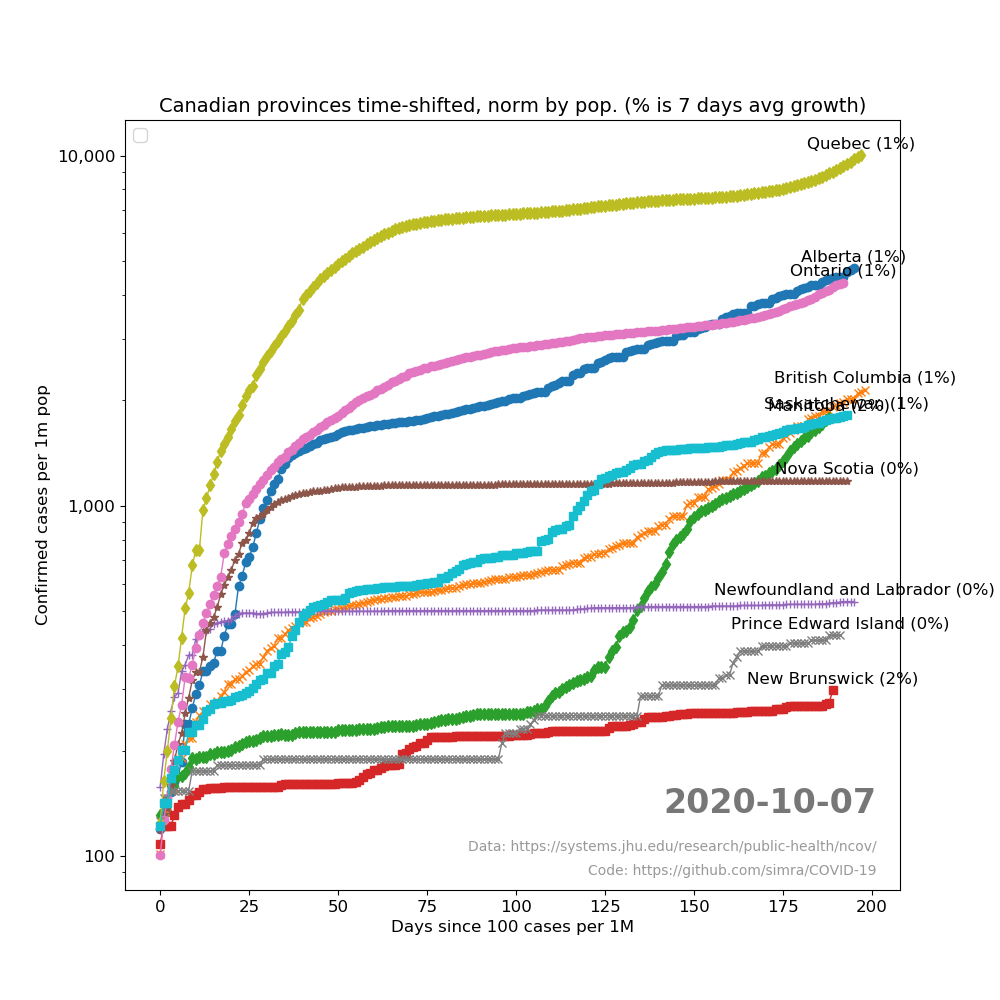 Canadian provinces time-shifted, norm by pop. (% is 7 days avg growth)
Confirmed cases per 1m pop
10,000
1,000
100
Quebec (1%)
Alberta (1%)
Ontario (1%)
British Columbia (1%)
Saskatchewan (1%)
Manitoba (2%)
Nova Scotia (0%)
Newfoundland and Labrador (0%)
Prince Edward Island (0%)
New Brunswick (2%)
2020-10-07
Data: https://systems.jhu.edu/research/public-health/ncov/
Code: https://github.com/simra/COVID-19
0 25 50 75 100 125 150 175 200
Days since 100 cases per 1M